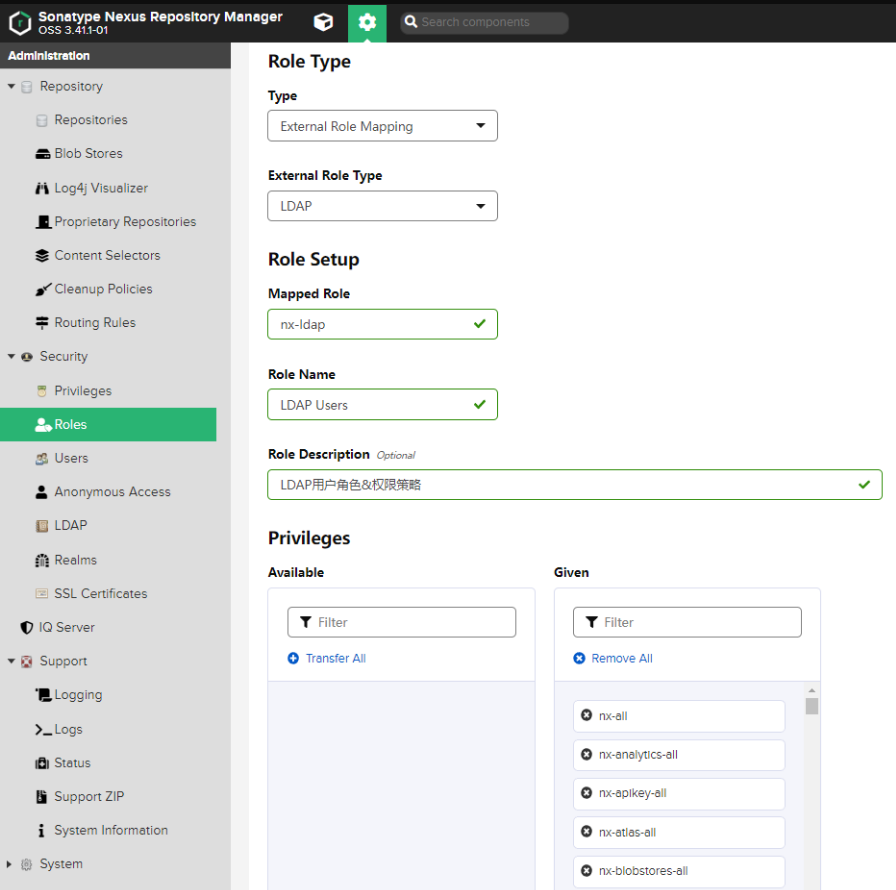 Sonatype Nexus Repository Manager
OSS 3.41.1-01
Search components
Administration
Repository
Repositories
Blob Stores
Log4j Visualizer
Proprietary Repositories
Content Selectors
Cleanup Policies
Routing Rules
Security
Privileges
Roles
Users
Anonymous Access
LDAP
Realms
SSL Certificates
IQ Server
Support
Logging
Logs
Status
Support ZIP
System Information
System
Role Type
Type
External Role Mapping
External Role Type
LDAP
Role Setup
Mapped Role
nx-ldap
Role Name
LDAP Users
Role Description Optional
LDAP用户角色&权限策略
Privileges
Available
Filter
Transfer All
Given
Filter
Remove All
nx-all
nx-analytics-all
nx-apikey-all
nx-atlas-all
nx-blobstores-all